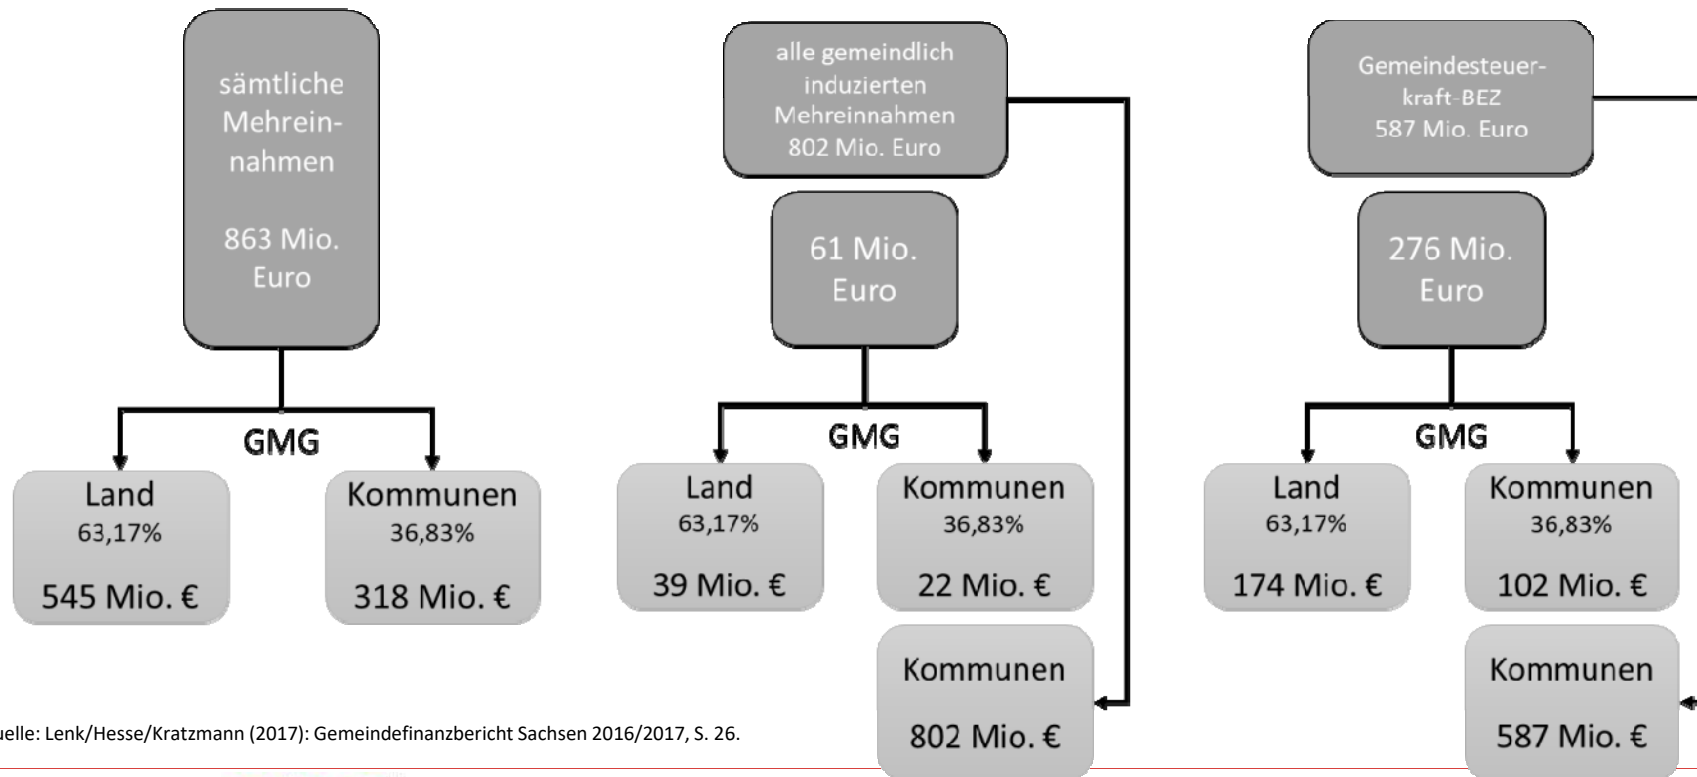 sämtliche
Mehrein-
nahmen
863 Mio.
Euro
GMG
Land
63,17%
545 Mio. €
Kommunen
36,83%
318 Mio. €
alle gemeindlich
induzierten
Mehreinnahmen
802 Mio. Euro
61 Mio.
Euro
GMG
Land
63,17%
39 Mio. €
Kommunen
36,83%
22 Mio. €
Kommunen
802 Mio. €
Gemeindesteuer-
kraft-BEZ
587 Mio. Euro
276 Mio.
Euro
GMG
Land
63,17%
174 Mio. €
Kommunen
36,83%
102 Mio. €
Kommunen
587 Mio. €
uelle: Lenk/Hesse/Kratzmann (2017): Gemeindefinanzbericht Sachsen 2016/2017, S. 26.